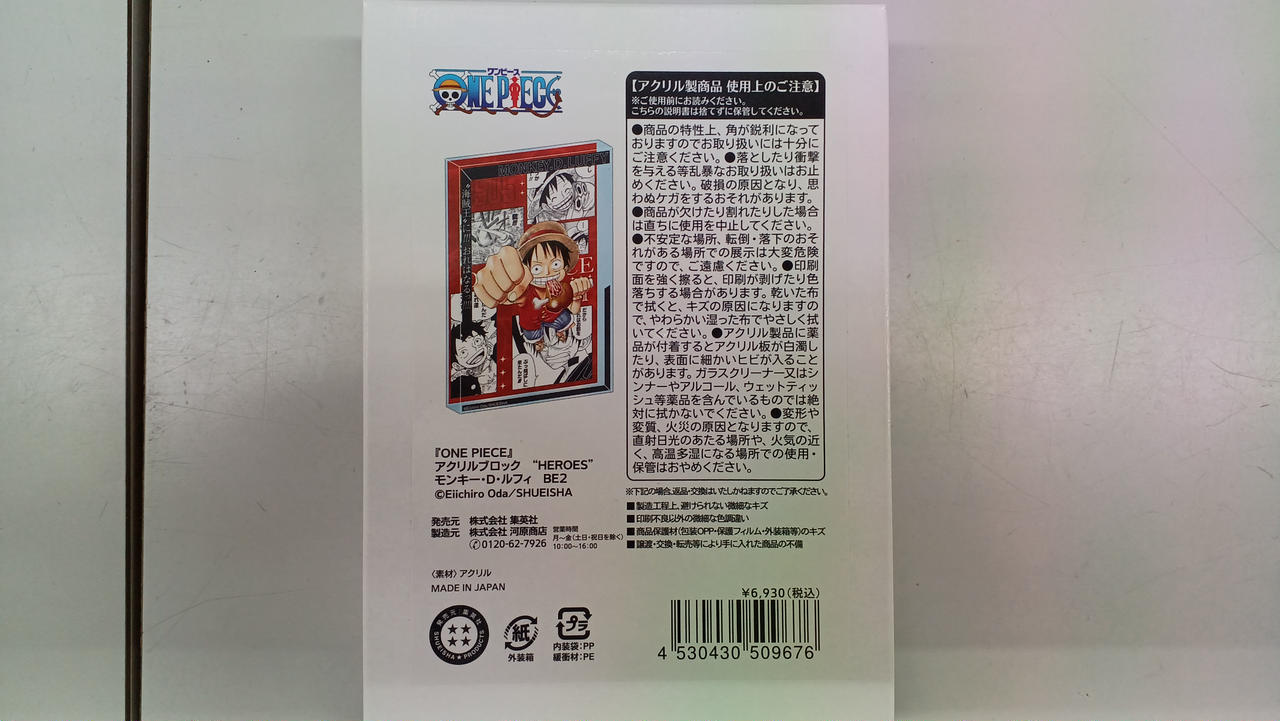 ワンピース
ONE PIECE
MONKEY.D.LUFFY
“海賊王”に!!!おれはなるっ!!!
『ONE PIECE』
アクリルブロック “HEROES”
モンキー・D・ルフィ BE2
©Eiichiro Oda/SHUEISHA
発売元 株式会社 集英社
製造元 株式会社 河原商店
0120-62-7926
営業時間
月〜金(土日・祝日を除く)
10:00〜16:00
〈素材〉アクリル
MADE IN JAPAN
発売元:集英社
SHUEISHA PRODUCTS
紙
外装箱
プラ
内装袋:PP
緩衝材:PE
【アクリル製商品 使用上のご注意】
※ご使用前にお読みください。
こちらの説明書は捨てずに保管してください。
●商品の特性上、角が鋭利になって
おりますのでお取り扱いには十分に
ご注意ください。●落としたり衝撃
を与える等乱暴なお取り扱いはお止
めください。破損の原因となり、思
わぬケガをするおそれがあります。
●商品が欠けたり割れたりした場合
は直ちに使用を中止してください。
●不安定な場所、転倒・落下のおそ
れがある場所での展示は大変危険
ですので、ご遠慮ください。●印刷
面を強く擦ると、印刷が剥げたり色
落ちする場合があります。乾いた布
で拭くと、キズの原因になりますの
で、やわらかい湿った布でやさしく拭
いてください。●アクリル製品に薬
品が付着するとアクリル板が白濁し
たり、表面に細かいヒビが入ること
があります。ガラスクリーナー又はシ
ンナーやアルコール、ウェットティッ
シュ等薬品を含んでいるものでは絶
対に拭かないでください。●変形や
変質、火災の原因となりますので、
直射日光のあたる場所や、火気の近
く、高温多湿になる場所での使用・
保管はおやめください。
※下記の場合、返品・交換はいたしかねますのでご了承ください。
■製造工程上、避けられない微細なキズ
■印刷不良以外の微細な色調違い
■商品保護材(包装OPP・保護フィルム・外装箱等)のキズ
■譲渡・交換・転売等により手に入れた商品の不備
¥6,930(税込)
4 530430 509676